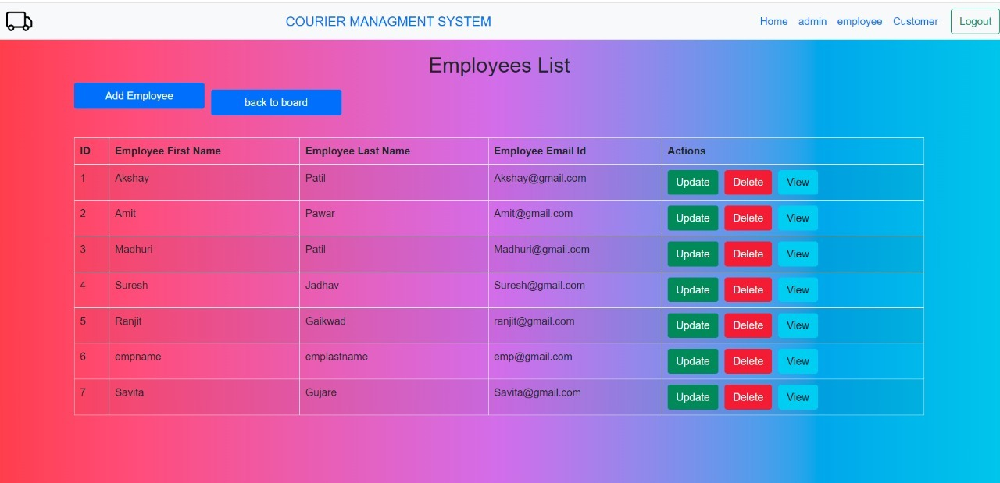 COURIER MANAGMENT SYSTEM Home admin employee Customer Logout
Employees List
Add Employee
back to board
ID Employee First Name Employee Last Name Employee Email Id Actions
1 Akshay Patil Akshay@gmail.com Update Delete View
2 Amit Pawar Amit@gmail.com Update Delete View
3 Madhuri Patil Madhuri@gmail.com Update Delete View
4 Suresh Jadhav Suresh@gmail.com Update Delete View
5 Ranjit Gaikwad ranjit@gmail.com Update Delete View
6 empname emplastname emp@gmail.com Update Delete View
7 Savita Gujare Savita@gmail.com Update Delete View